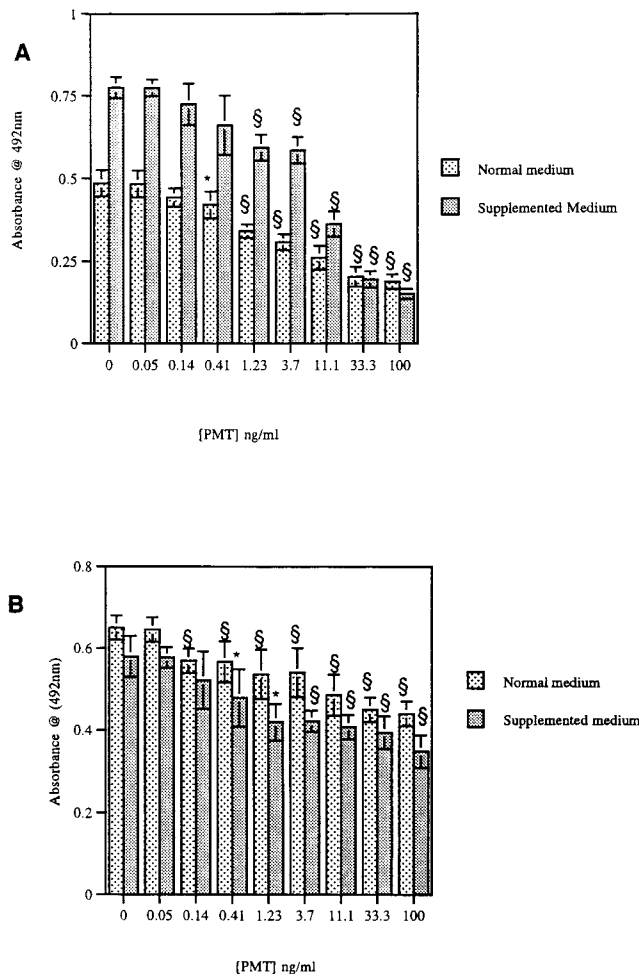 A
Absorbance @ 492nm
1
0.75
0.5
0.25
0
* § § § § § § § § §
0 0.05 0.14 0.41 1.23 3.7 11.1 33.3 100
[PMT] ng/ml
Normal medium
Supplemented Medium
B
Absorbance @ (492nm)
0.8
0.6
0.4
0.2
0
§ § * § * § § § § § § § §
0 0.05 0.14 0.41 1.23 3.7 11.1 33.3 100
[PMT] ng/ml
Normal medium
Supplemented medium